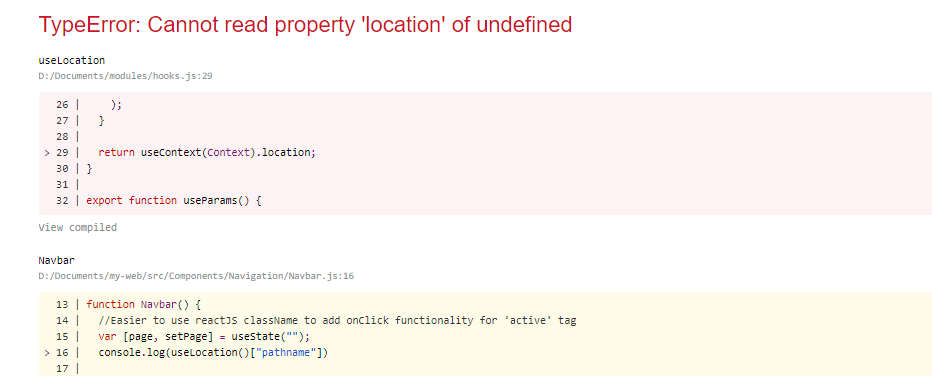 TypeError: Cannot read property 'location' of undefined
useLocation
D:/Documents/modules/hooks.js:29
26 |     );
27 |   }
28 |
> 29 |   return useContext(Context).location;
30 | }
31 |
32 | export function useParams() {
View compiled
Navbar
D:/Documents/my-web/src/Components/Navigation/Navbar.js:16
13 | function Navbar() {
14 |   //Easier to use reactJS className to add onClick functionality for 'active' tag
15 |   var [page, setPage] = useState("");
> 16 |   console.log(useLocation()["pathname"])
17 |